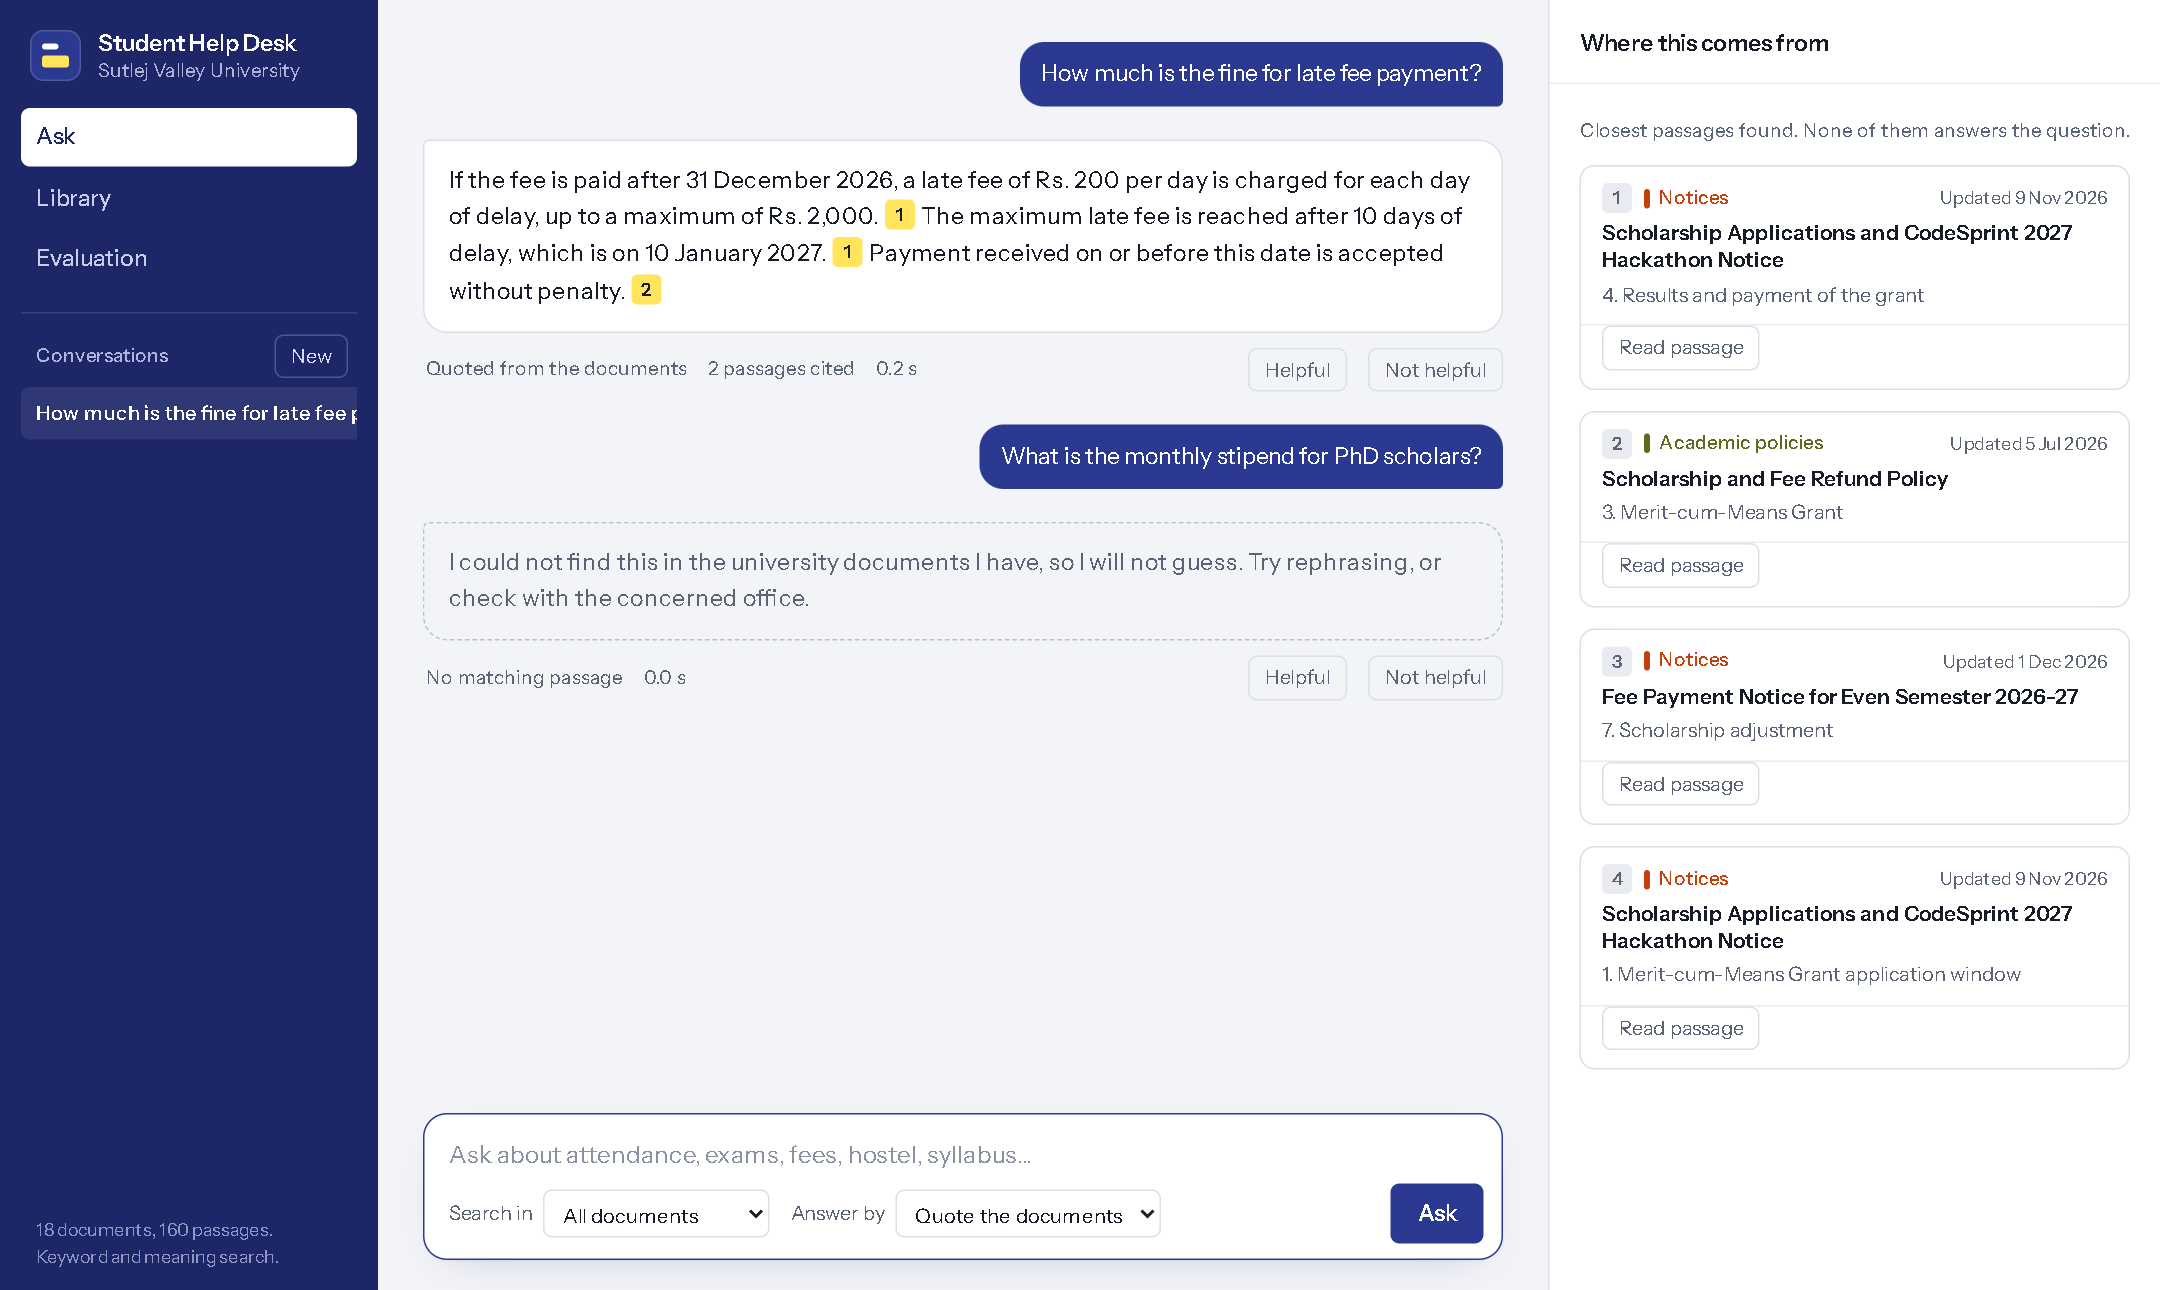 Student Help Desk
Sutlej Valley University
Ask
Library
Evaluation
Conversations
New
How much is the fine for late fee
18 documents, 160 passages.
Keyword and meaning search.
How much is the fine for late fee payment?
If the fee is paid after 31 December 2026, a late fee of Rs. 200 per day is charged for each day
of delay, up to a maximum of Rs. 2,000. 1 The maximum late fee is reached after 10 days of
delay, which is on 10 January 2027. 1 Payment received on or before this date is accepted
without penalty. 2
Quoted from the documents 2 passages cited 0.2 s
Helpful
Not helpful
What is the monthly stipend for PhD scholars?
I could not find this in the university documents I have, so I will not guess. Try rephrasing, or
check with the concerned office.
No matching passage 0.0 s
Helpful
Not helpful
Ask about attendance, exams, fees, hostel, syllabus...
Search in
All documents
Answer by
Quote the documents
Ask
Where this comes from
Closest passages found. None of them answers the question.
1 Notices Updated 9 Nov 2026
Scholarship Applications and CodeSprint 2027
Hackathon Notice
4. Results and payment of the grant
Read passage
2 Academic policies Updated 5 Jul 2026
Scholarship and Fee Refund Policy
3. Merit-cum-Means Grant
Read passage
3 Notices Updated 1 Dec 2026
Fee Payment Notice for Even Semester 2026-27
7. Scholarship adjustment
Read passage
4 Notices Updated 9 Nov 2026
Scholarship Applications and CodeSprint 2027
Hackathon Notice
1. Merit-cum-Means Grant application window
Read passage